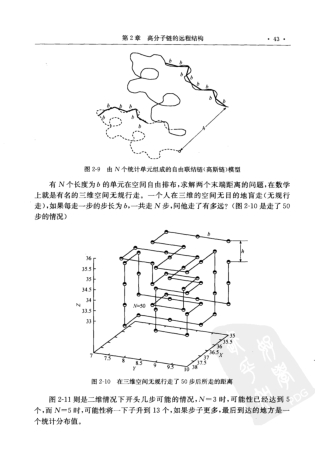 第2章 高分子链的远程结构 · 43 ·
A
图 2-9 由 N 个统计单元组成的自由联结链(高斯链)模型
有 N 个长度为 b 的单元在空间自由排布,求解两个末端距离的问题,在数学
上就是有名的三维空间无规行走。一个人在三维的空间无目的地盲走(无规行
走),如果每走一步的步长为 b,一共走 N 步,问他走了有多远?(图 2-10 是走了 50
步的情况)
b
h
36
35.5
35
34.5
34
33.5
33
z
N=50
7
7.5
8
8.5
9
9.5
10
y
38
37.5
37
36.5
36
35.5
35
x
图 2-10 在三维空间无规行走了 50 步后所走的距离
图 2-11 则是二维情况下开头几步可能的情况,N=3 时,可能性已经达到 5
个,而 N=5 时,可能性将一下子升到 13 个,如果步子更多,最后到达的地方是一
个统计分布值。